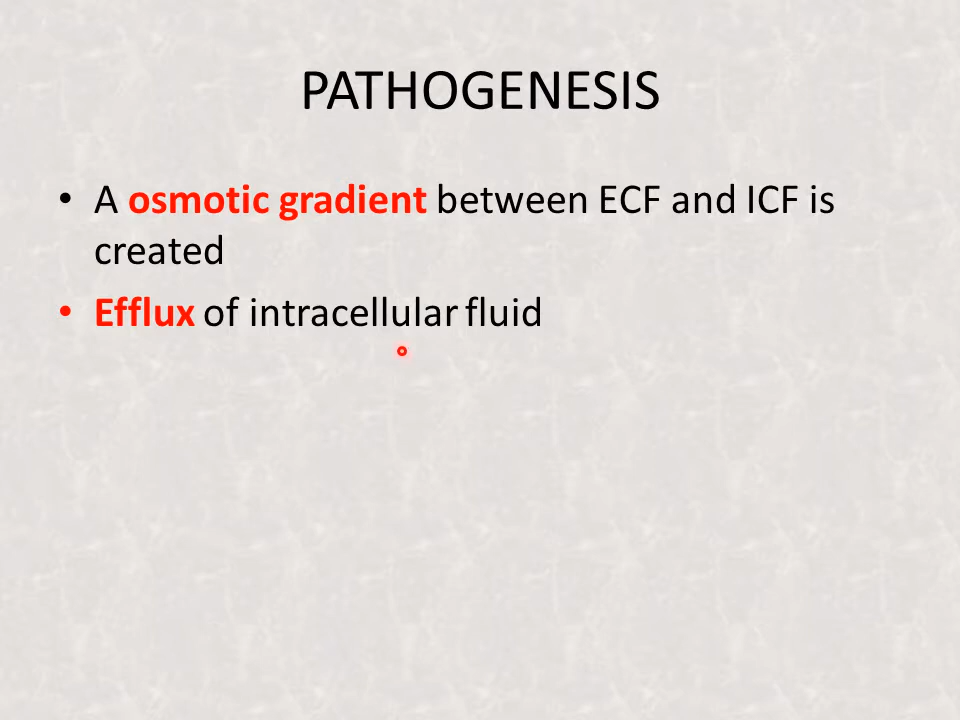 PATHOGENESIS
• A osmotic gradient between ECF and ICF is
created
• Efflux of intracellular fluid